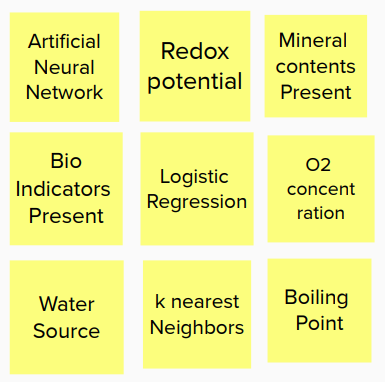 Artificial
Neural
Network
Redox
potential
Mineral
contents
Present
Bio
Indicators
Present
Logistic
Regression
O2
concent
ration
Water
Source
k nearest
Neighbors
Boiling
Point